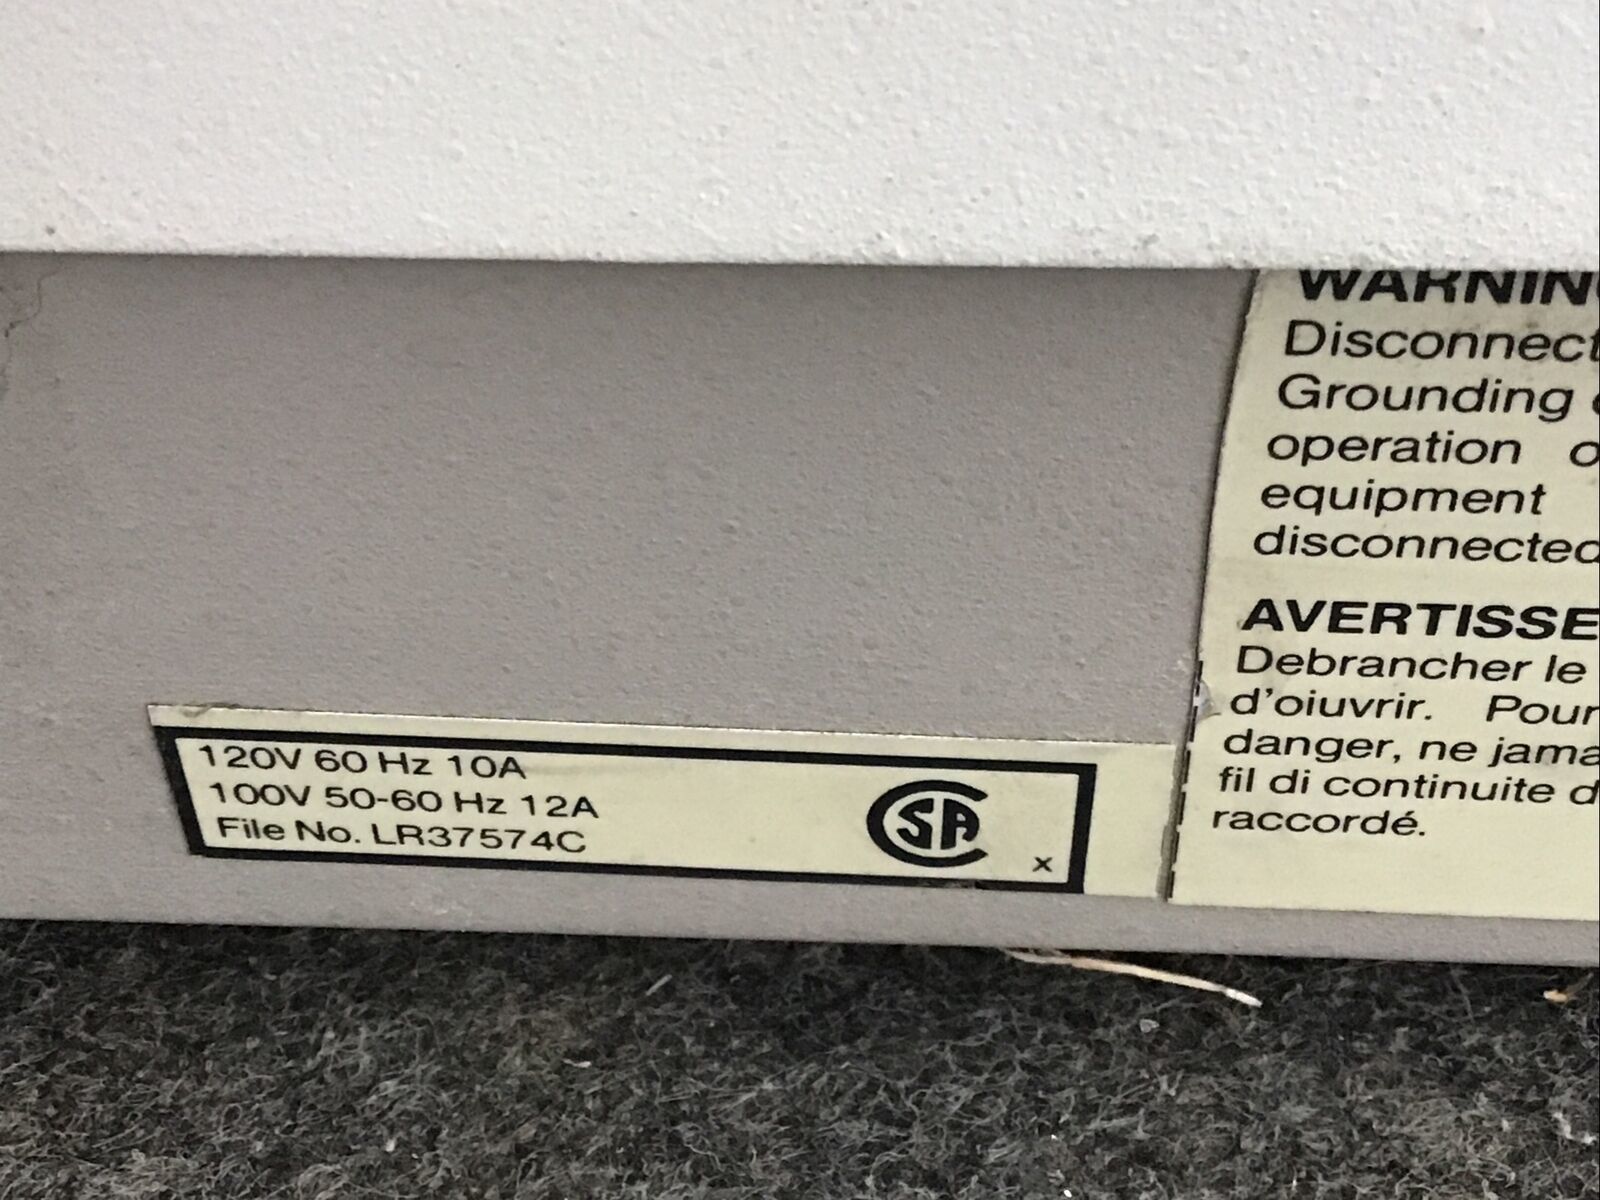 WARNIN
Disconnect
Grounding
operation
equipment
disconnected
AVERTISSE
Debrancher le
d'oiuvrir. Pour
danger, ne jama
fil di continuite d
raccordé.
120V 60 Hz 10A
100V 50-60 Hz 12A
File No. LR37574C
CSA
x